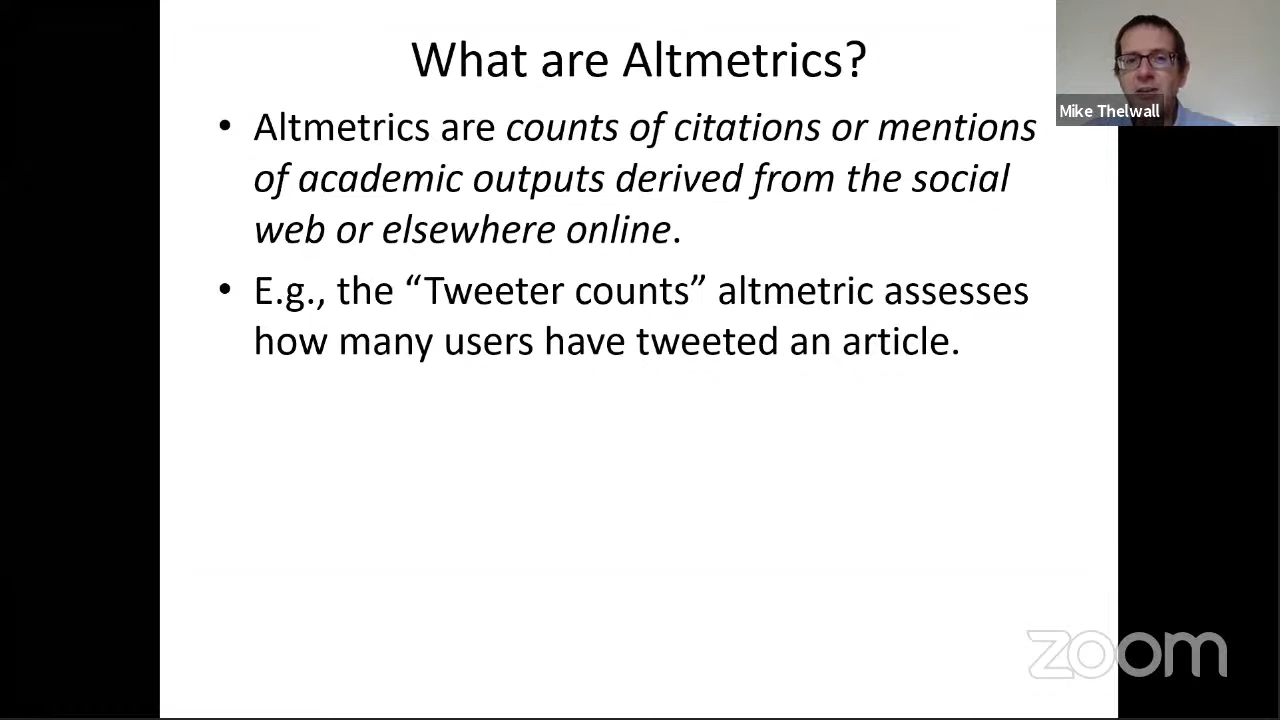 What are Altmetrics?
Mike Thelwall
• Altmetrics are counts of citations or mentions
of academic outputs derived from the social
web or elsewhere online.
• E.g., the “Tweeter counts” altmetric assesses
how many users have tweeted an article.
zoom